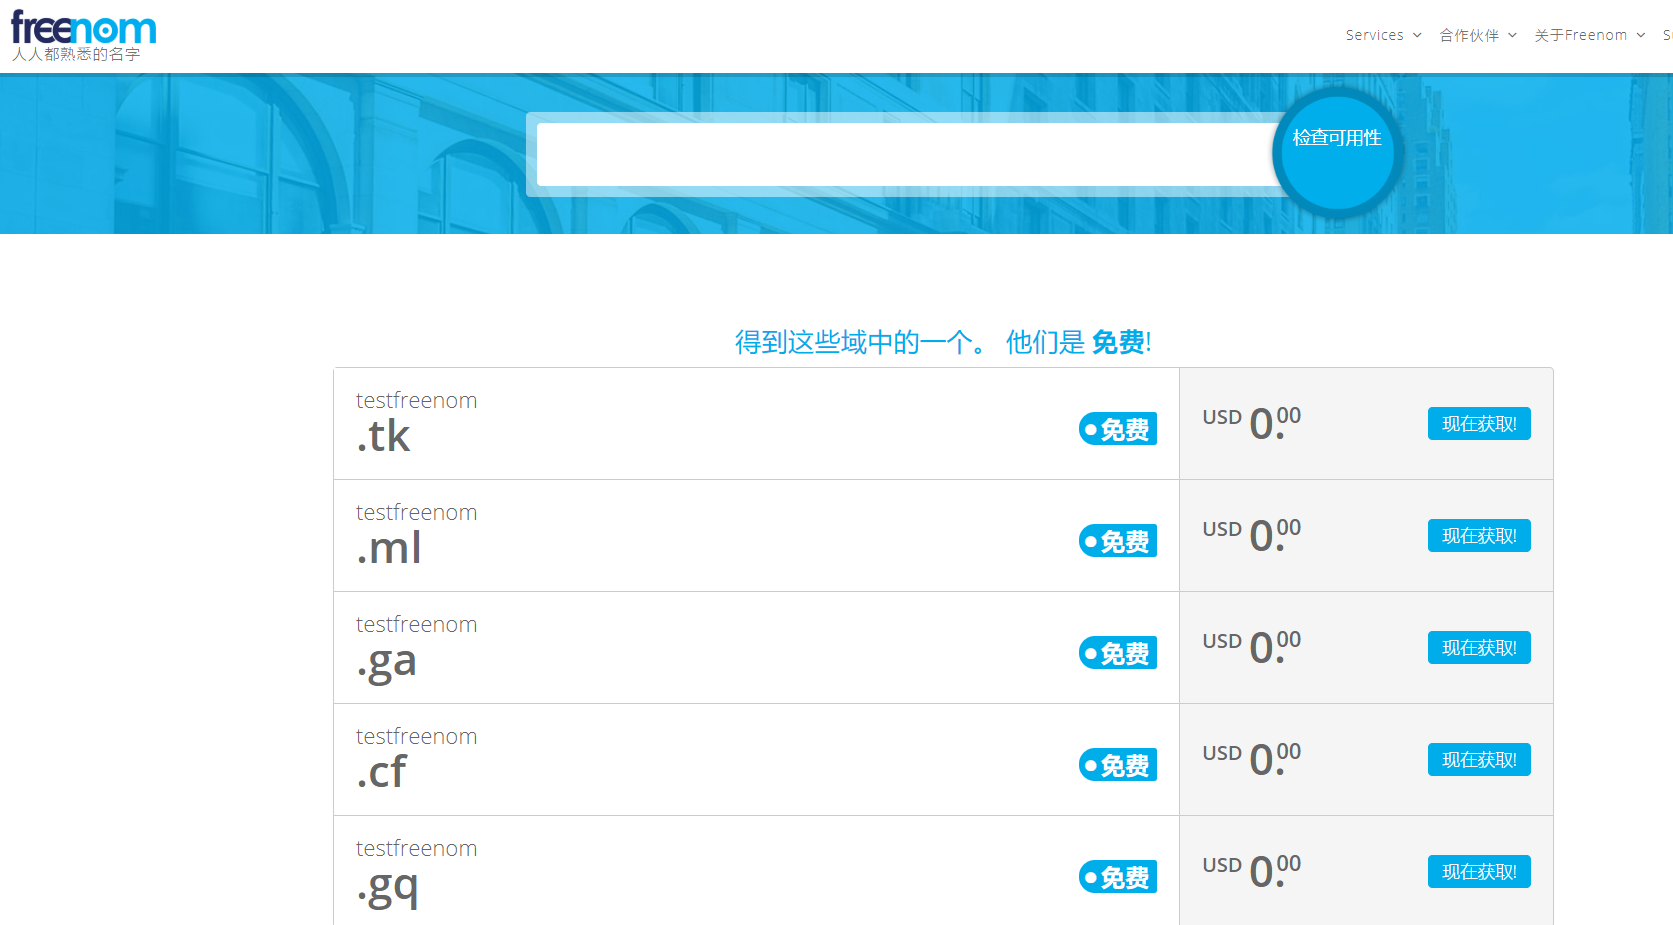 freenom
人人都熟悉的名字
Services 合作伙伴 关于Freenom
检查可用性
得到这些域中的一个。 他们是 免费!
testfreenom
.tk
免费
USD 0.00
现在获取!
testfreenom
.ml
免费
USD 0.00
现在获取!
testfreenom
.ga
免费
USD 0.00
现在获取!
testfreenom
.cf
免费
USD 0.00
现在获取!
testfreenom
.gq
免费
USD 0.00
现在获取!